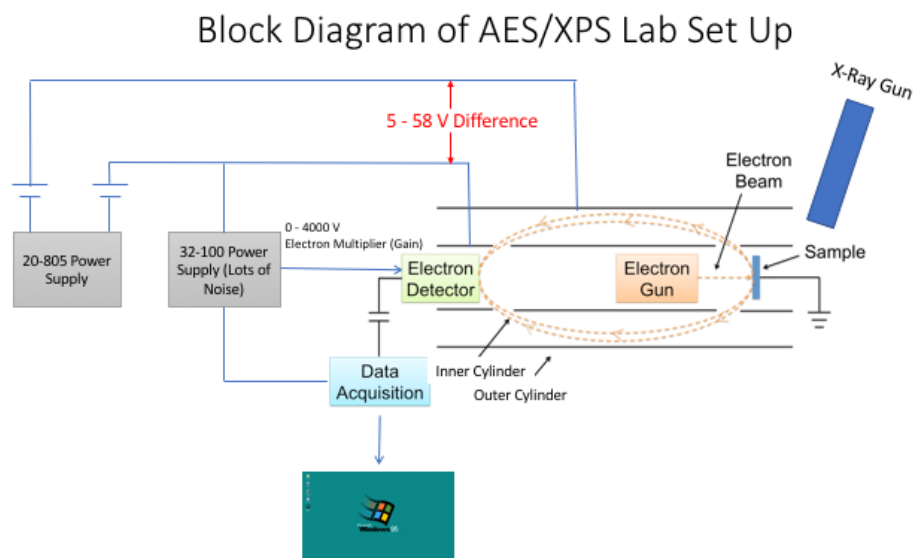 Block Diagram of AES/XPS Lab Set Up
X-Ray Gun
5 - 58 V Difference
Electron
Beam
0 - 4000 V
Electron Multiplier (Gain)
20-805 Power
Supply
32-100 Power
Supply (Lots of
Noise)
Electron
Detector
Electron
Gun
Sample
Inner Cylinder
Outer Cylinder
Data
Acquisition
Windows 95